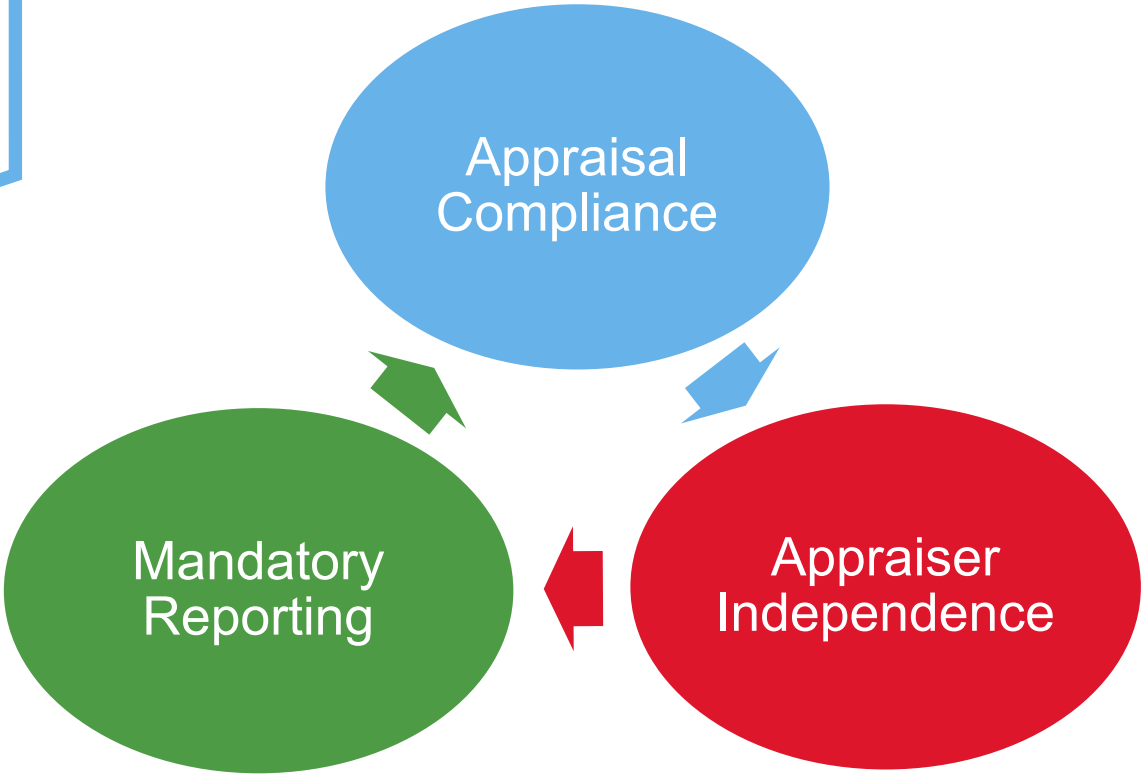 Appraisal
Compliance
Mandatory
Reporting
Appraiser
Independence